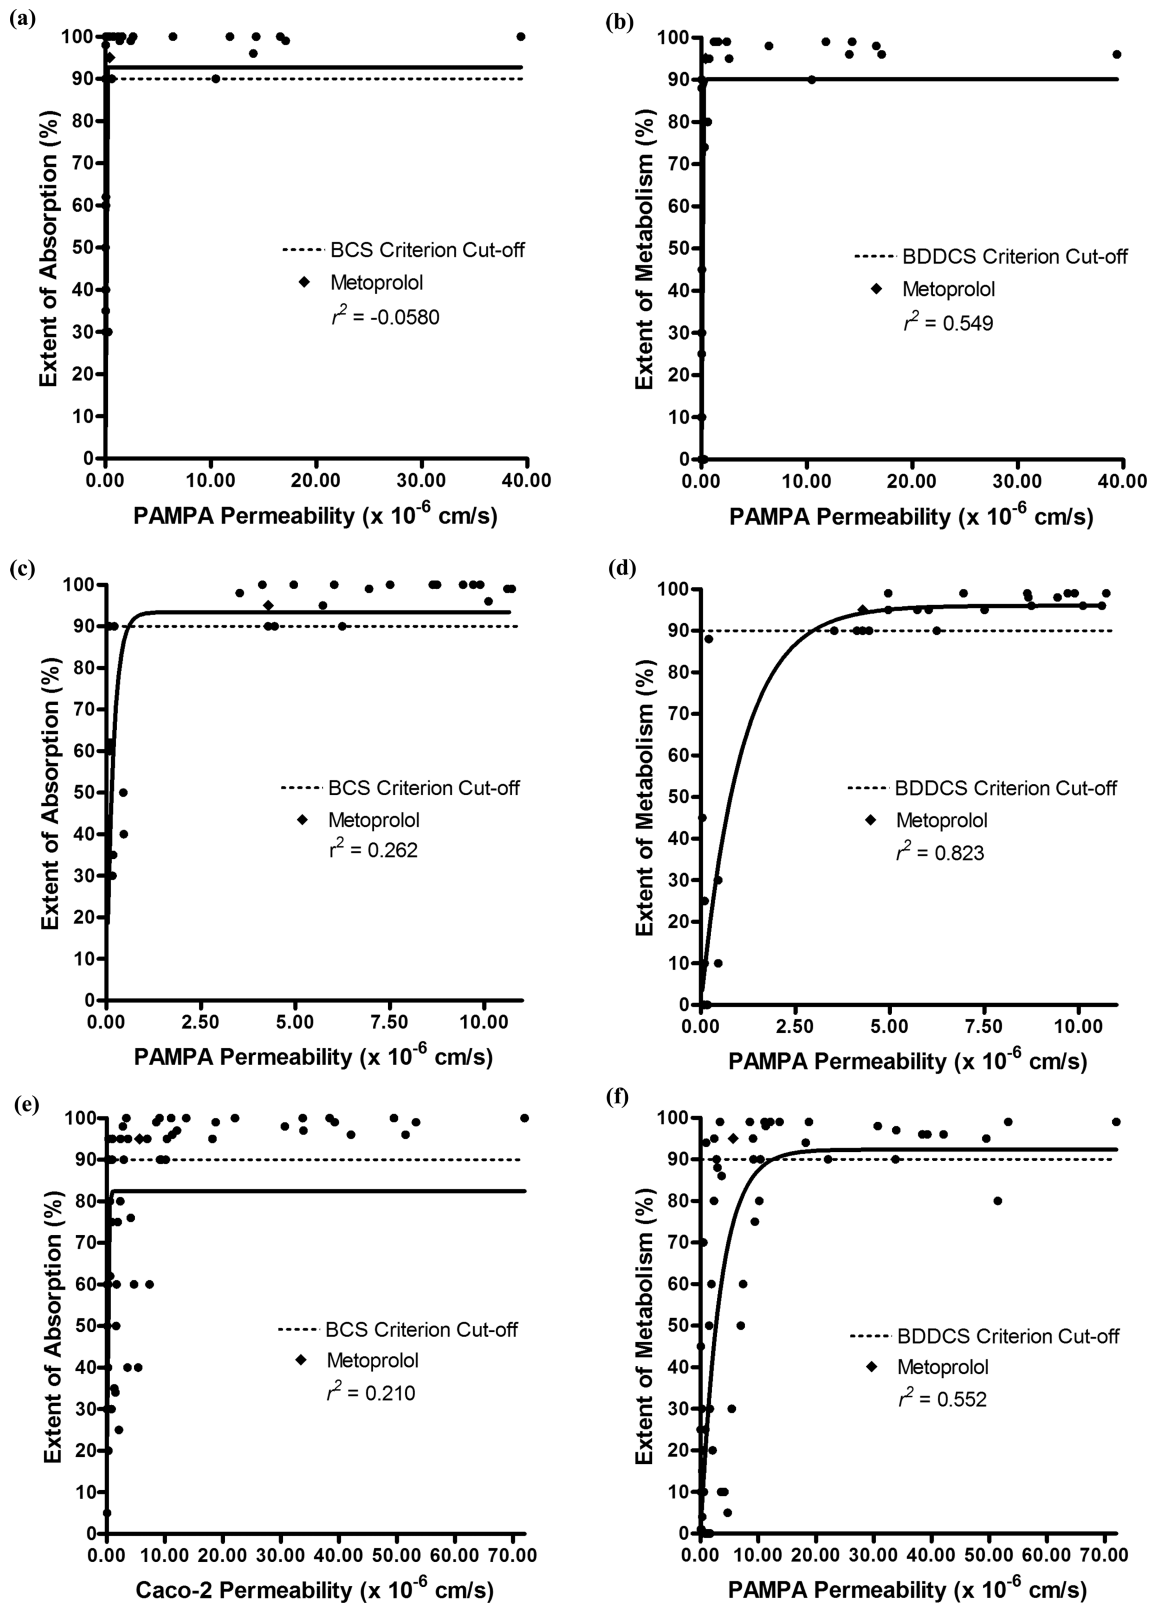 (a)
100
90
80
70
60
50
40
30
20
10
0
Extent of Absorption (%)
BCS Criterion Cut-off
Metoprolol
r² = -0.0580
0.00 10.00 20.00 30.00 40.00
PAMPA Permeability (x 10⁻⁶ cm/s)
(b)
100
90
80
70
60
50
40
30
20
10
0
Extent of Metabolism (%)
BDDCS Criterion Cut-off
Metoprolol
r² = 0.549
0.00 10.00 20.00 30.00 40.00
PAMPA Permeability (x 10⁻⁶ cm/s)
(c)
100
90
80
70
60
50
40
30
20
10
0
Extent of Absorption (%)
BCS Criterion Cut-off
Metoprolol
r² = 0.262
0.00 2.50 5.00 7.50 10.00
PAMPA Permeability (x 10⁻⁶ cm/s)
(d)
100
90
80
70
60
50
40
30
20
10
0
Extent of Metabolism (%)
BDDCS Criterion Cut-off
Metoprolol
r² = 0.823
0.00 2.50 5.00 7.50 10.00
PAMPA Permeability (x 10⁻⁶ cm/s)
(e)
100
90
80
70
60
50
40
30
20
10
0
Extent of Absorption (%)
BCS Criterion Cut-off
Metoprolol
r² = 0.210
0.00 10.00 20.00 30.00 40.00 50.00 60.00 70.00
Caco-2 Permeability (x 10⁻⁶ cm/s)
(f)
100
90
80
70
60
50
40
30
20
10
0
Extent of Metabolism (%)
BDDCS Criterion Cut-off
Metoprolol
r² = 0.552
0.00 10.00 20.00 30.00 40.00 50.00 60.00 70.00
PAMPA Permeability (x 10⁻⁶ cm/s)